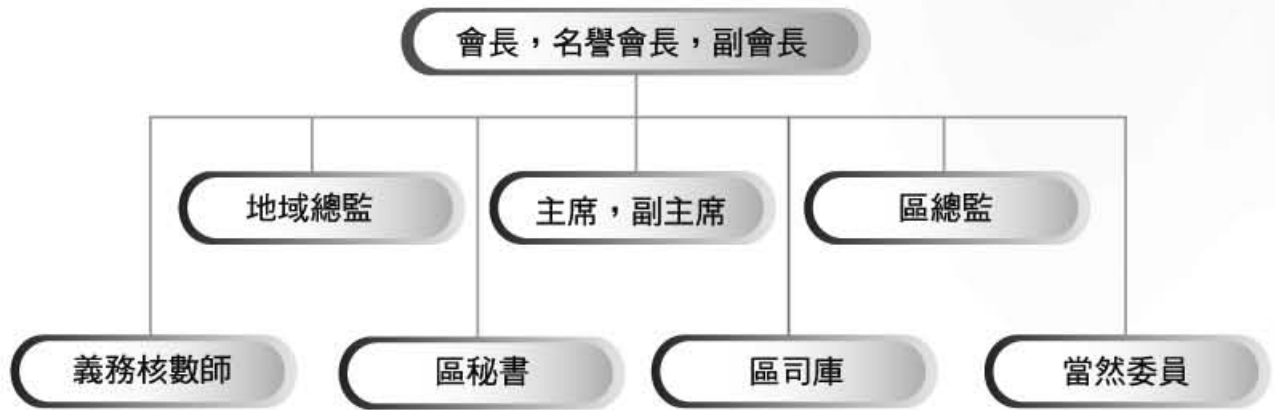 會長，名譽會長，副會長
地域總監
主席，副主席
區總監
義務核數師
區秘書
區司庫
當然委員